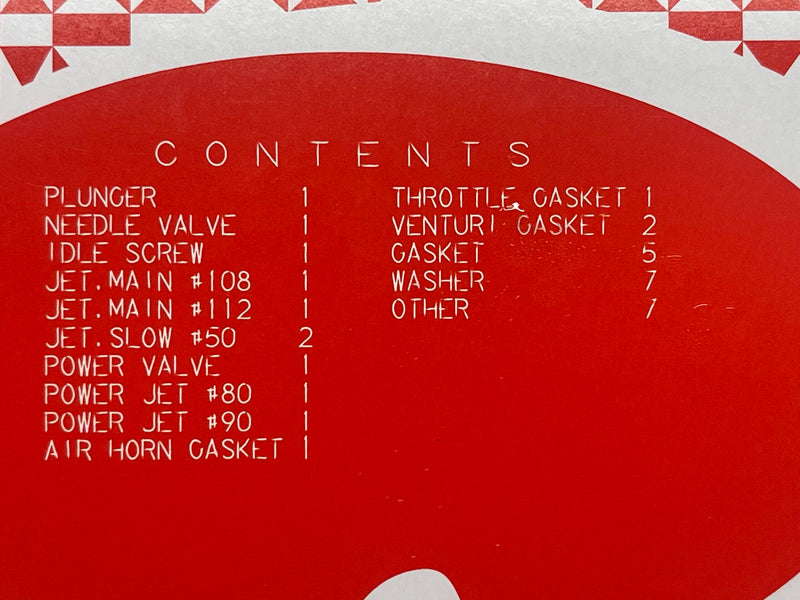 CONTENTS
PLUNGER 1
NEEDLE VALVE 1
IDLE SCREW 1
JET.MAIN #108 1
JET.MAIN #112 1
JET.SLOW #50 2
POWER VALVE 1
POWER JET #80 1
POWER JET #90 1
AIR HORN GASKET 1
THROTTLE GASKET 1
VENTURI GASKET 2
GASKET 5
WASHER 7
OTHER 7